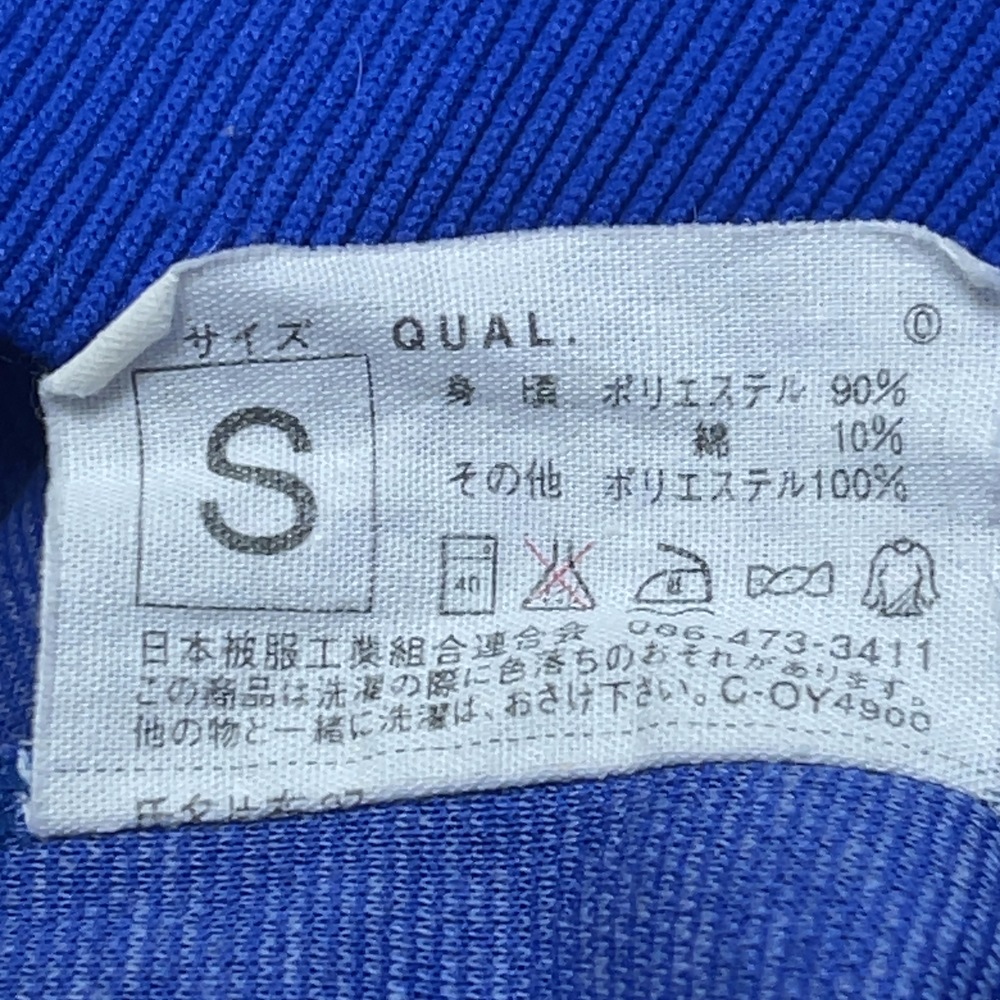 サイズ QUAL. 0
S
身頃 ポリエステル 90%
綿 10%
その他 ポリエステル100%
40
日本被服工業組合連合会 086-473-3411
この商品は洗濯の際に色落ちのおそれがあります。
他の物と一緒に洗濯は、おさけ下さい。C-OY4900